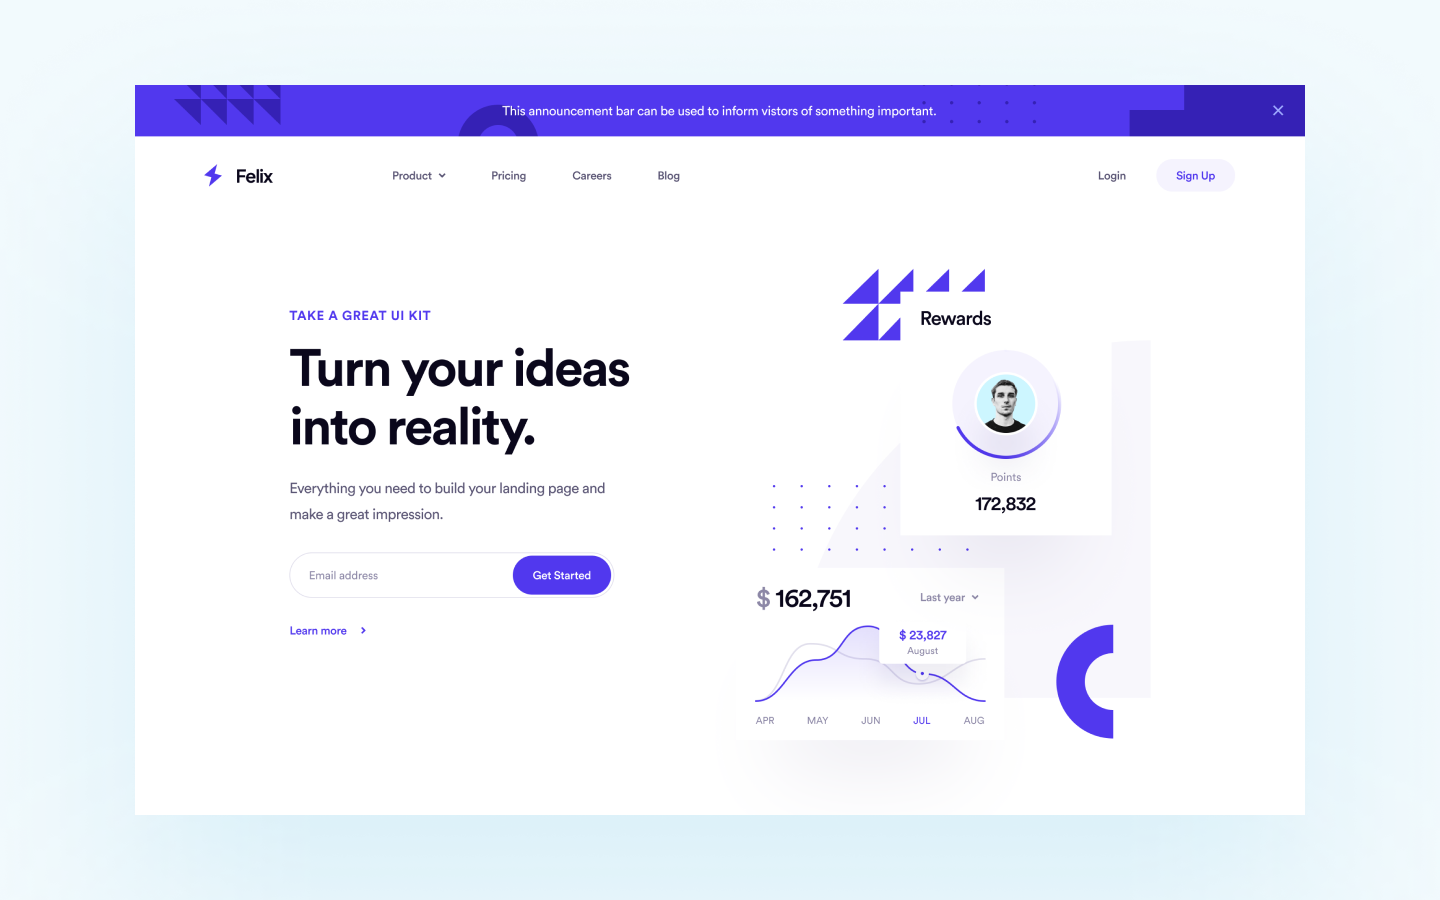 This announcement bar can be used to inform vistors of something important.
Felix
Product
Pricing
Careers
Blog
Login
Sign Up
TAKE A GREAT UI KIT
Turn your ideas
into reality.
Everything you need to build your landing page and
make a great impression.
Email address
Get Started
Learn more
Rewards
Points
172,832
$ 162,751
Last year
$ 23,827
August
APR MAY JUN JUL AUG